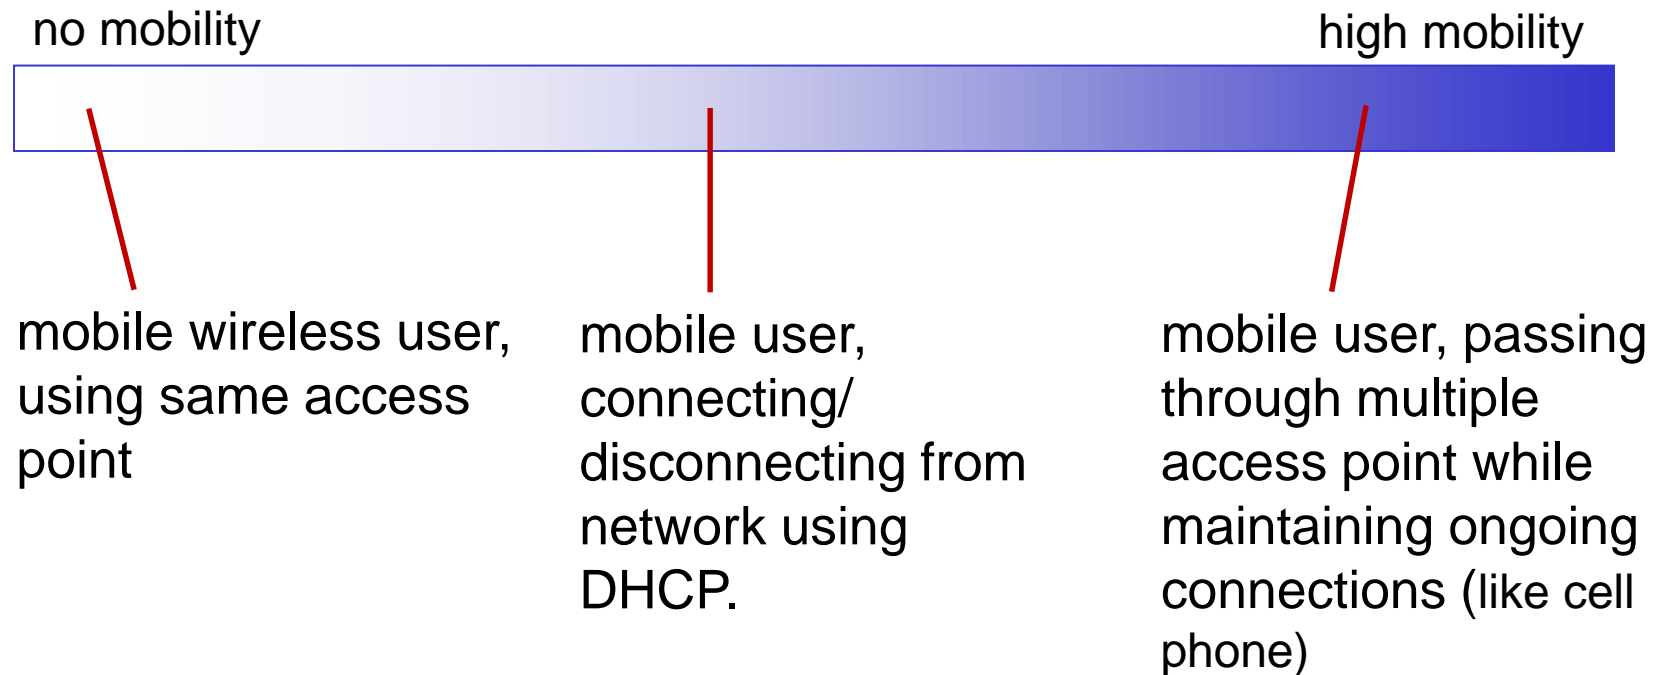 no mobility
high mobility
mobile wireless user,
using same access
point
mobile user,
connecting/
disconnecting from
network using
DHCP.
mobile user, passing
through multiple
access point while
maintaining ongoing
connections (like cell
phone)